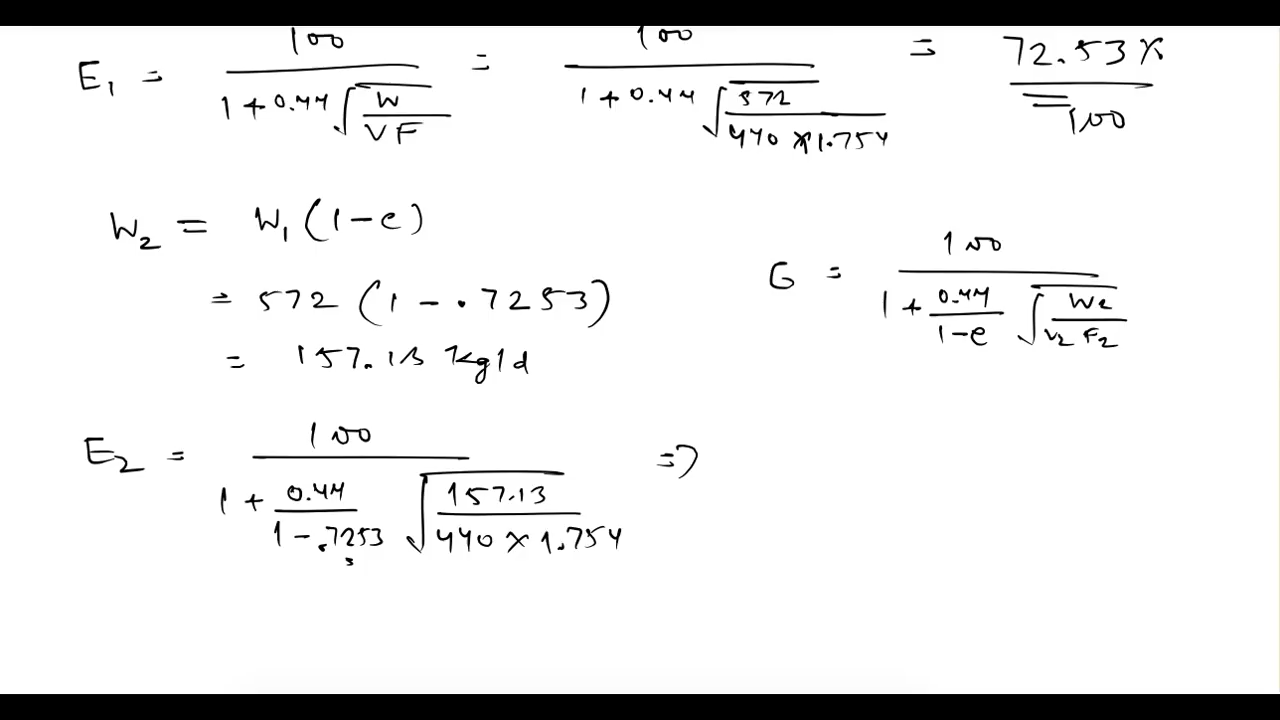 E₁ = 100 / (1 + 0.44 √(W / VF)) = 100 / (1 + 0.44 √(572 / 440 × 1.754)) = 72.53% / 100
W₂ = W₁ (1 - e)
= 572 (1 - .7253)
= 157.13 kg/d
E = 100 / (1 + 0.44 / 1-e √(W₂ / V₂ F₂))
E₂ = 100 / (1 + 0.44 / 1 - .7253 √(157.13 / 440 × 1.754)) =>